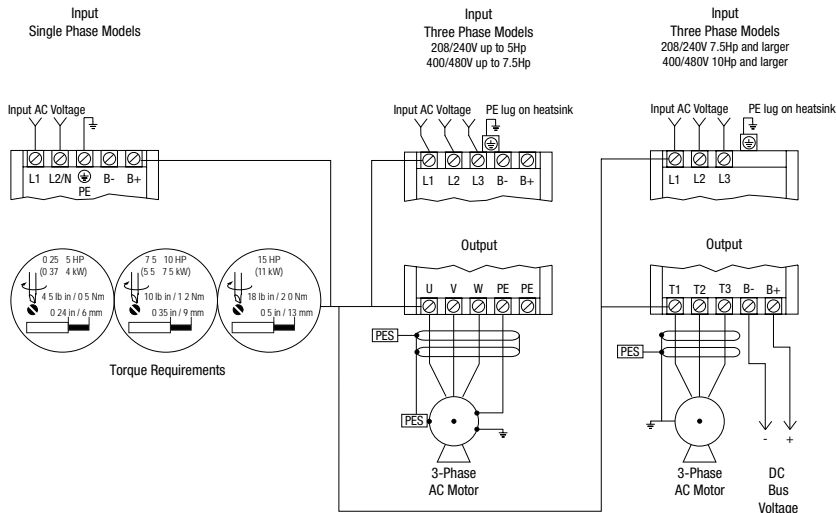 Input
Single Phase Models
Input AC Voltage
L1 L2/N PE B- B+
Input
Three Phase Models
208/240V up to 5Hp
400/480V up to 7.5Hp
Input AC Voltage
PE lug on heatsink
L1 L2 L3 B- B+
Input
Three Phase Models
208/240V 7.5Hp and larger
400/480V 10Hp and larger
Input AC Voltage
PE lug on heatsink
L1 L2 L3
0 25 5 HP
(0 37 4 kW)
4 5 lb in / 0 5 Nm
0 24 in / 6 mm
7 5 10 HP
(5 5 7 5 kW)
10 lb in / 1 2 Nm
0 35 in / 9 mm
15 HP
(11 kW)
18 lb in / 2 0 Nm
0 5 in / 13 mm
Torque Requirements
Output
U V W PE PE
PES
PES
3-Phase
AC Motor
Output
T1 T2 T3 B- B+
PES
- +
3-Phase
AC Motor
DC
Bus
Voltage